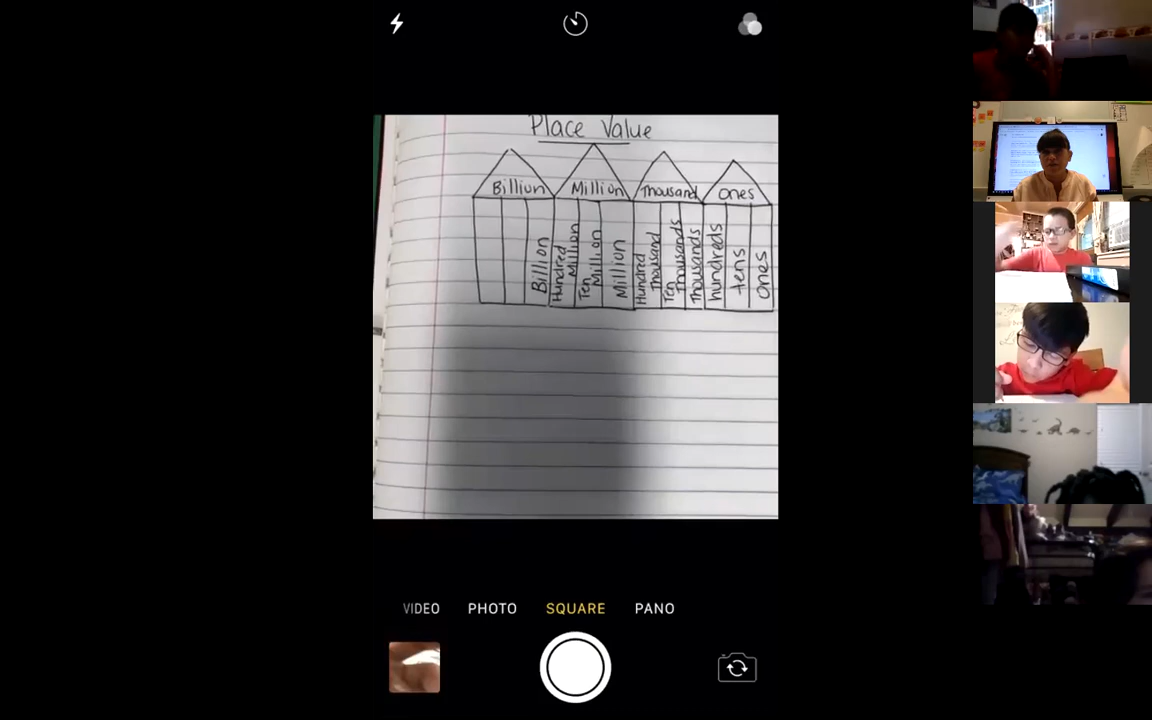 Place Value
Billion Million Thousand Ones
Billion
Hundred Million
Ten Million
Million
Hundred Thousand
Ten Thousands
Thousands
hundreds
tens
ones
VIDEO PHOTO SQUARE PANO